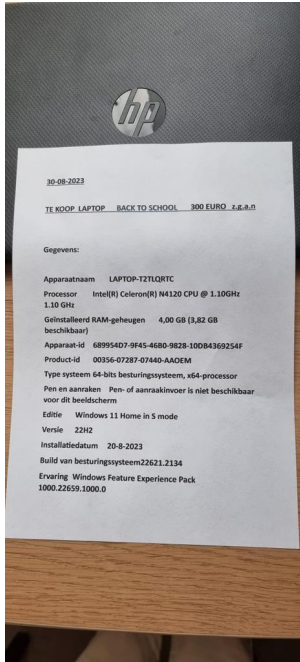 hp
30-08-2023
TE KOOP LAPTOP BACK TO SCHOOL 300 EURO z.g.a.n
Gegevens:
Apparaatnaam LAPTOP-T2TLQRTC
Processor Intel(R) Celeron(R) N4120 CPU @ 1.10GHz
1.10 GHz
Geïnstalleerd RAM-geheugen 4,00 GB (3,82 GB
beschikbaar)
Apparaat-id 689954D7-9F45-46B0-9828-10DB4369254F
Product-id 00356-07287-07440-AAOEM
Type systeem 64-bits besturingssysteem, x64-processor
Pen en aanraken Pen- of aanraakinvoer is niet beschikbaar
voor dit beeldscherm
Editie Windows 11 Home in S mode
Versie 22H2
Installatiedatum 20-8-2023
Build van besturingssysteem22621.2134
Ervaring Windows Feature Experience Pack
1000.22659.1000.0